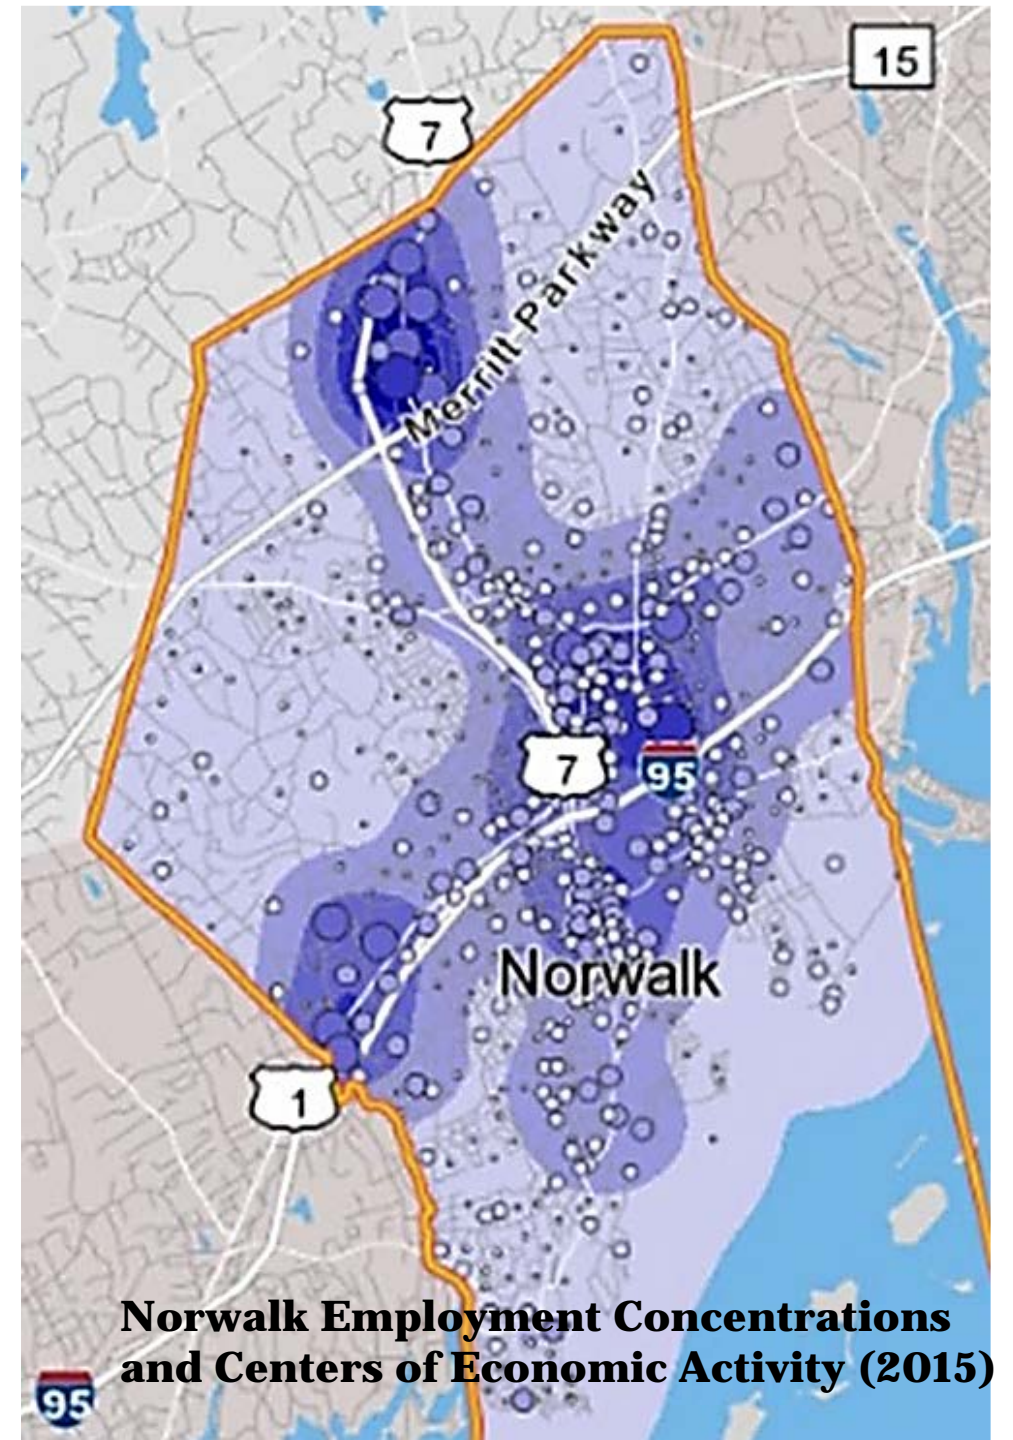 15
7
Merritt Parkway
7
95
Norwalk
1
Norwalk Employment Concentrations
and Centers of Economic Activity (2015)
95